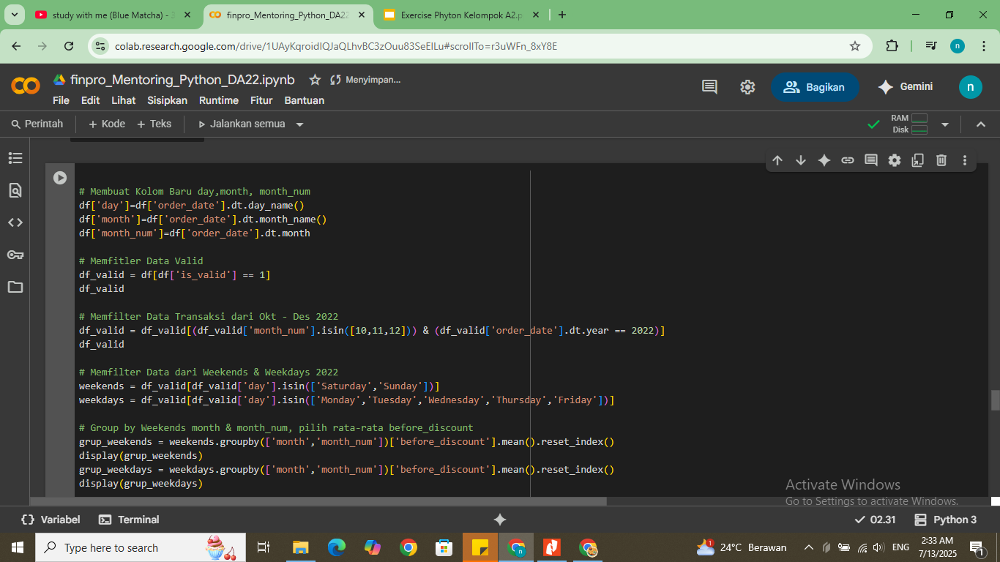 study with me (Blue Matcha) - 3
finpro_Mentoring_Python_DA22
Exercise Phyton Kelompok A2.p
colab.research.google.com/drive/1UAyKqroidIQJaQLhvBC3zOuu83SeEILu#scrollTo=r3uWFn_8xY8E
n
finpro_Mentoring_Python_DA22.ipynb
Menyimpan...
File Edit Lihat Sisipkan Runtime Fitur Bantuan
Bagikan
Gemini
n
Perintah
+ Kode + Teks
Jalankan semua
RAM
Disk
# Membuat Kolom Baru day,month, month_num
df['day']=df['order_date'].dt.day_name()
df['month']=df['order_date'].dt.month_name()
df['month_num']=df['order_date'].dt.month
# Memfitler Data Valid
df_valid = df[df['is_valid'] == 1]
df_valid
# Memfilter Data Transaksi dari Okt - Des 2022
df_valid = df_valid[(df_valid['month_num'].isin([10,11,12])) & (df_valid['order_date'].dt.year == 2022)]
df_valid
# Memfilter Data dari Weekends & Weekdays 2022
weekends = df_valid[df_valid['day'].isin(['Saturday','Sunday'])]
weekdays = df_valid[df_valid['day'].isin(['Monday','Tuesday','Wednesday','Thursday','Friday'])]
# Group by Weekends month & month_num, pilih rata-rata before_discount
grup_weekends = weekends.groupby(['month','month_num'])['before_discount'].mean().reset_index()
display(grup_weekends)
grup_weekdays = weekdays.groupby(['month','month_num'])['before_discount'].mean().reset_index()
display(grup_weekdays)
Activate Windows
Go to Settings to activate Windows.
Variabel
Terminal
02.31
Python 3
Type here to search
1
24°C Berawan
ENG
2:33 AM
7/13/2025
1